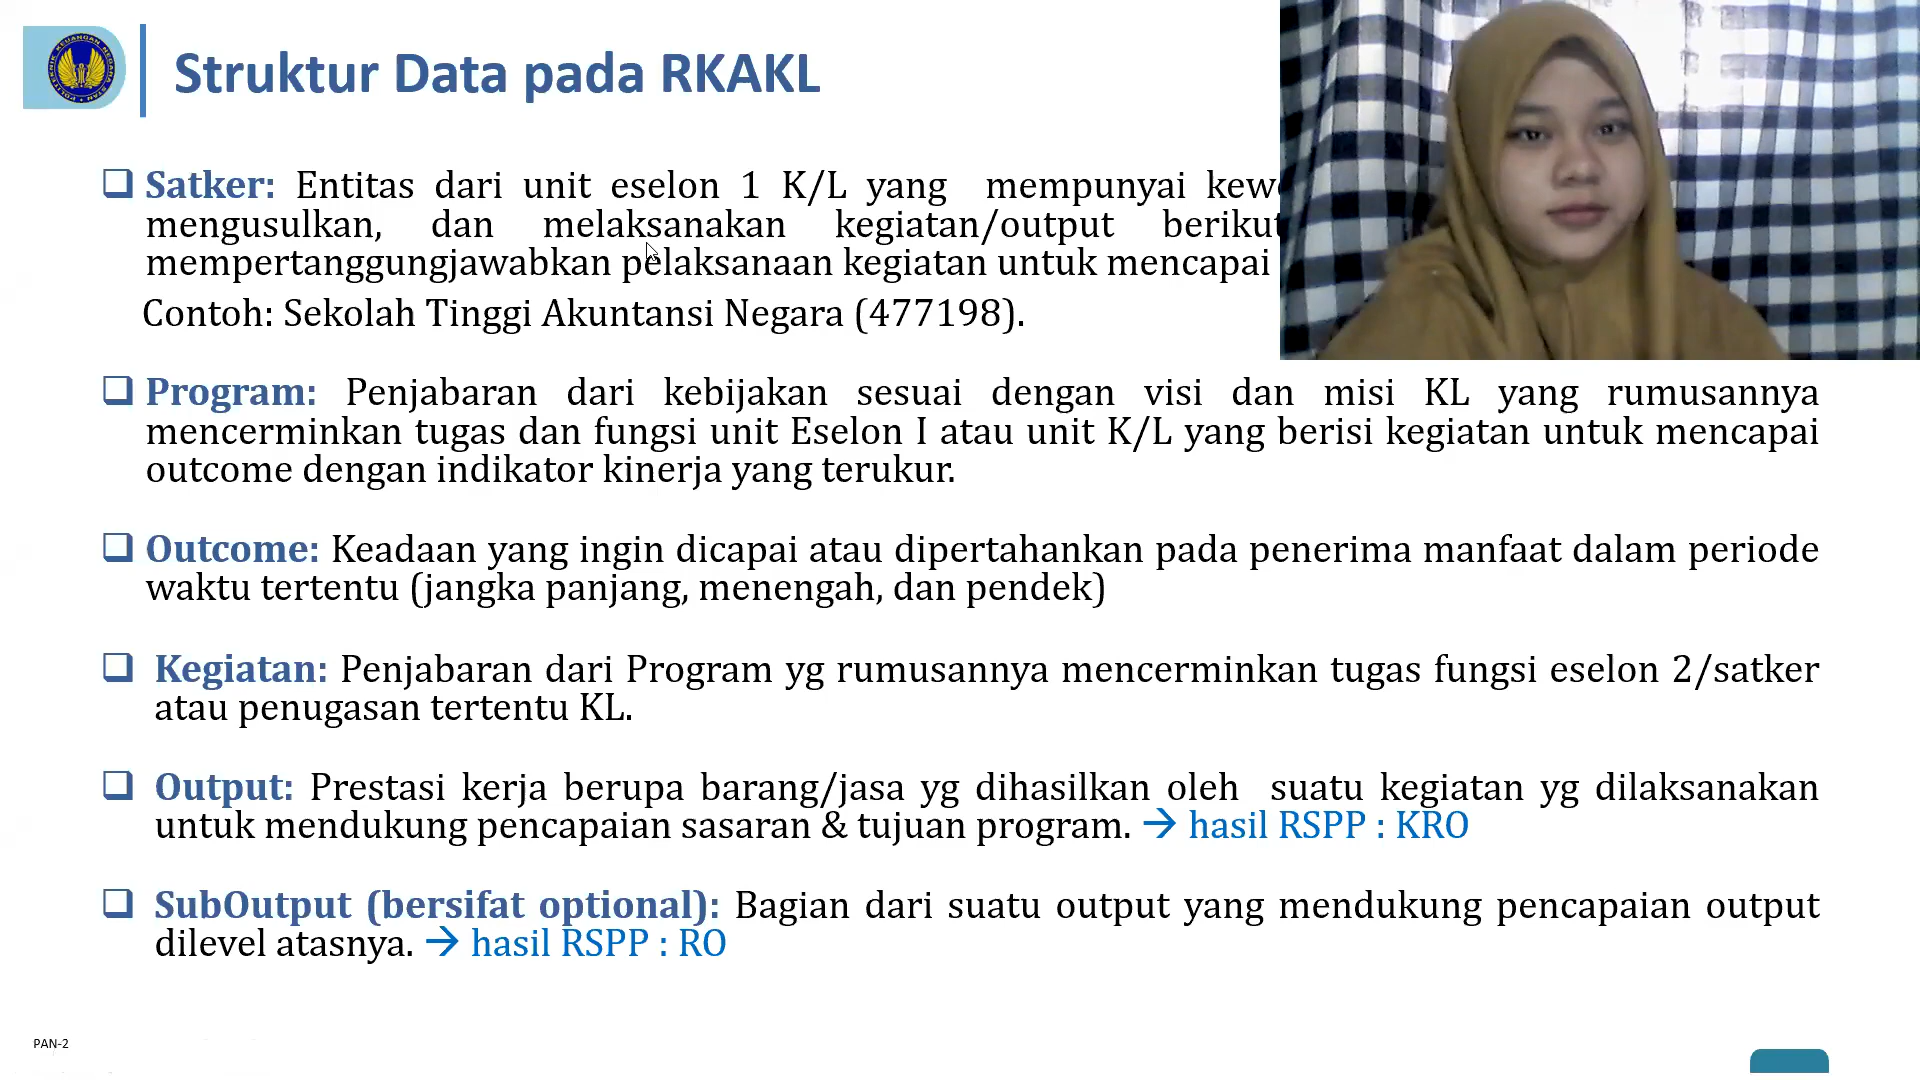 Struktur Data pada RKAKL
Satker: Entitas dari unit eselon 1 K/L yang mempunyai
mengusulkan, dan melaksanakan kegiatan/output
mempertanggungjawabkan pelaksanaan kegiatan untuk mencapai
Contoh: Sekolah Tinggi Akuntansi Negara (477198).
Program: Penjabaran dari kebijakan sesuai dengan visi dan misi KL yang rumusannya
mencerminkan tugas dan fungsi unit Eselon I atau unit K/L yang berisi kegiatan untuk mencapai
outcome dengan indikator kinerja yang terukur.
Outcome: Keadaan yang ingin dicapai atau dipertahankan pada penerima manfaat dalam periode
waktu tertentu (jangka panjang, menengah, dan pendek)
Kegiatan: Penjabaran dari Program yg rumusannya mencerminkan tugas fungsi eselon 2/satker
atau penugasan tertentu KL.
Output: Prestasi kerja berupa barang/jasa yg dihasilkan oleh suatu kegiatan yg dilaksanakan
untuk mendukung pencapaian sasaran & tujuan program. → hasil RSPP : KRO
SubOutput (bersifat optional): Bagian dari suatu output yang mendukung pencapaian output
dilevel atasnya. → hasil RSPP : RO
PAN-2